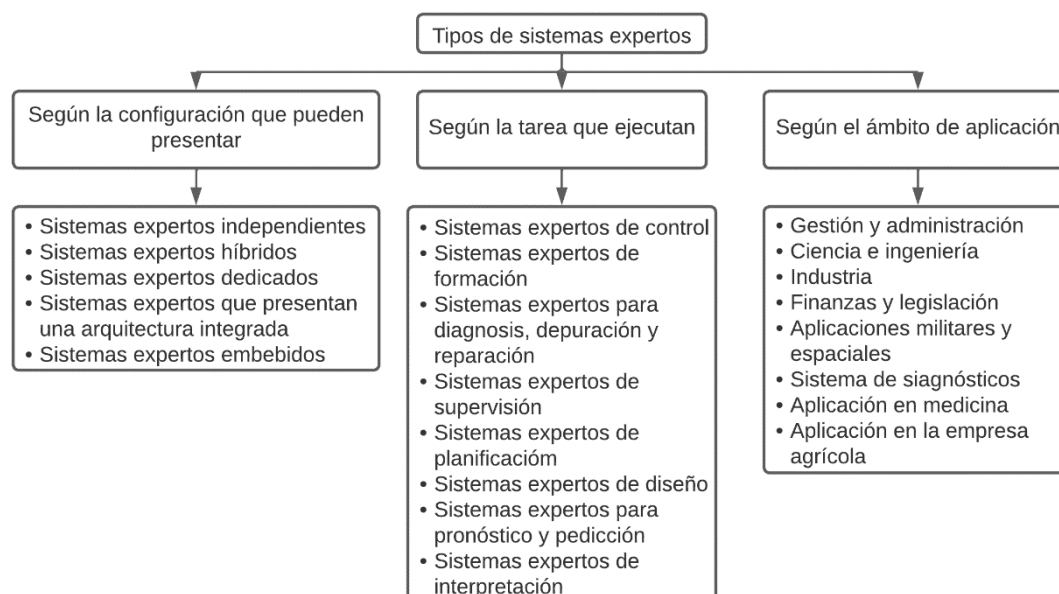 Tipos de sistemas expertos
Según la configuración que pueden
presentar
Según la tarea que ejecutan
Según el ámbito de aplicación
• Sistemas expertos independientes
• Sistemas expertos híbridos
• Sistemas expertos dedicados
• Sistemas expertos que presentan
una arquitectura integrada
• Sistemas expertos embebidos
• Sistemas expertos de control
• Sistemas expertos de
formación
• Sistemas expertos para
diagnosis, depuración y
reparación
• Sistemas expertos de
supervisión
• Sistemas expertos de
planificacióm
• Sistemas expertos de diseño
• Sistemas expertos para
pronóstico y pedicción
• Sistemas expertos de
interpretación
• Gestión y administración
• Ciencia e ingeniería
• Industria
• Finanzas y legislación
• Aplicaciones militares y
espaciales
• Sistema de siagnósticos
• Aplicación en medicina
• Aplicación en la empresa
agrícola